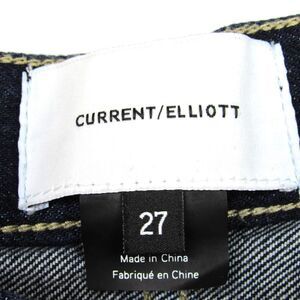 CURRENT/ELLIOTT
27
Made in China
Fabriqué en Chine